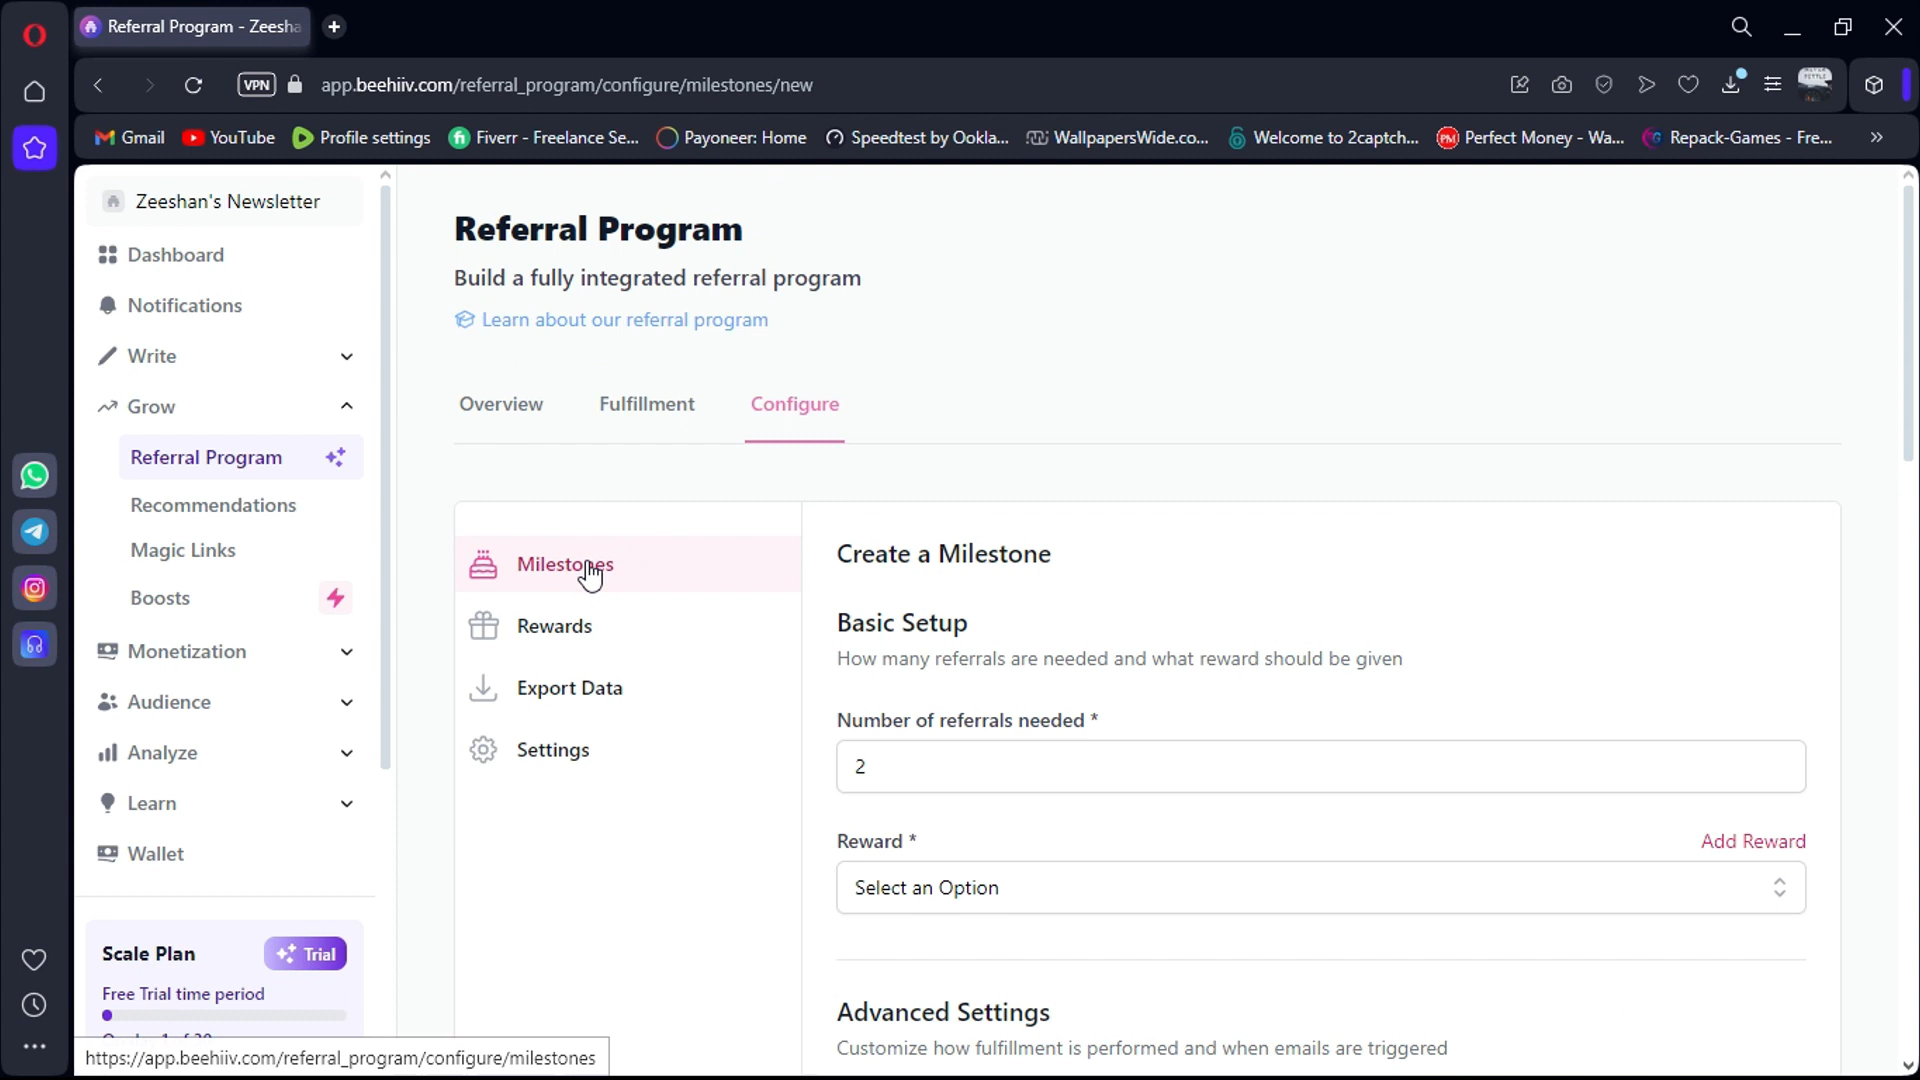 Referral Program - Zeesha
VPN
app.beehiiv.com/referral_program/configure/milestones/new
Gmail
YouTube
Profile settings
Fiverr - Freelance Se...
Payoneer: Home
Speedtest by Ookla...
WallpapersWide.co...
Welcome to 2captch...
Perfect Money - Wa...
Repack-Games - Fre...
Zeeshan's Newsletter
Dashboard
Notifications
Write
Grow
Referral Program
Recommendations
Magic Links
Boosts
Monetization
Audience
Analyze
Learn
Wallet
Scale Plan
Trial
Free Trial time period
https://app.beehiiv.com/referral_program/configure/milestones
Referral Program
Build a fully integrated referral program
Learn about our referral program
Overview
Fulfillment
Configure
Milestones
Rewards
Export Data
Settings
Create a Milestone
Basic Setup
How many referrals are needed and what reward should be given
Number of referrals needed *
2
Reward *
Add Reward
Select an Option
Advanced Settings
Customize how fulfillment is performed and when emails are triggered